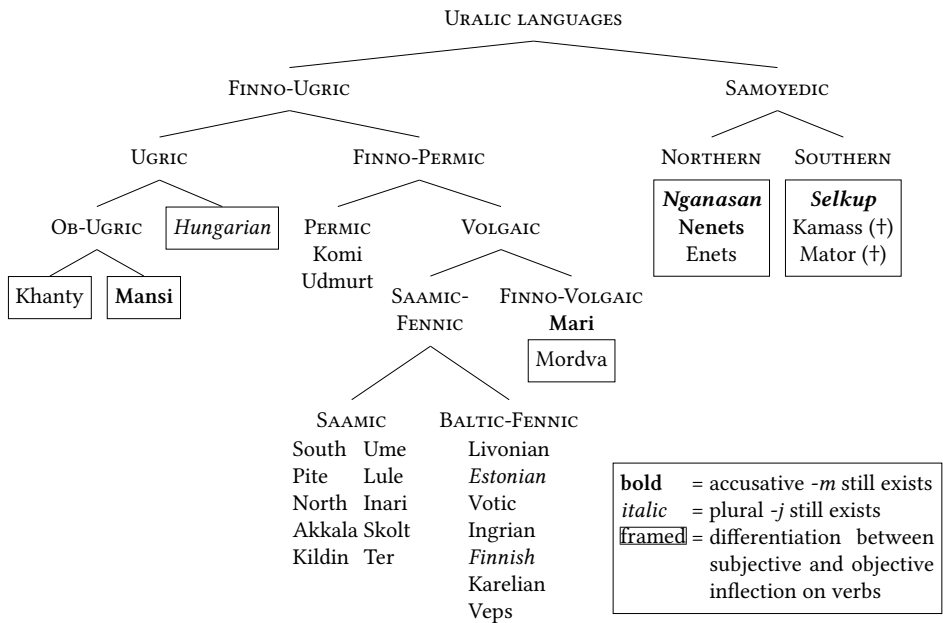 URALIC LANGUAGES
FINNO-UGRIC
SAMOYEDIC
UGRIC
FINNO-PERMIC
NORTHERN
SOUTHERN
OB-UGRIC
Hungarian
PERMIC
Komi
Udmurt
VOLGAIC
Nganasan
Nenets
Enets
Selkup
Kamass (†)
Mator (†)
Khanty
Mansi
SAAMIC-
FENNIC
FINNO-VOLGAIC
Mari
Mordva
SAAMIC
South Ume
Pite Lule
North Inari
Akkala Skolt
Kildin Ter
BALTIC-FENNIC
Livonian
Estonian
Votic
Ingrian
Finnish
Karelian
Veps
bold = accusative -m still exists
italic = plural -j still exists
framed = differentiation between
subjective and objective
inflection on verbs